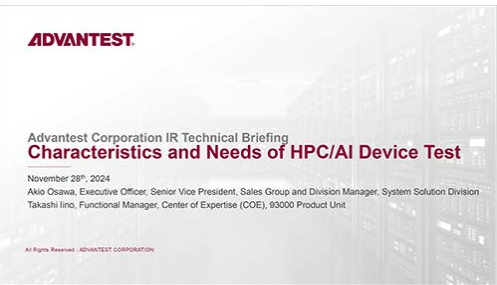 ADVANTEST
Advantest Corporation IR Technical Briefing
Characteristics and Needs of HPC/AI Device Test
November 28th, 2024
Akio Osawa, Executive Officer, Senior Vice President, Sales Group and Division Manager, System Solution Division
Takashi Iino, Functional Manager, Center of Expertise (COE), 93000 Product Unit
All Rights Reserved - ADVANTEST CORPORATION